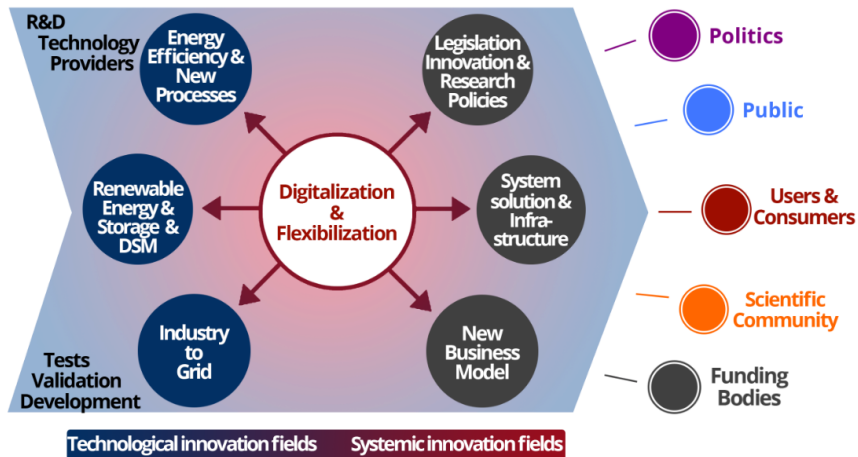 R&D
Technology
Providers
Energy
Efficiency &
New
Processes
Legislation
Innovation &
Research
Policies
Politics
Public
Renewable
Energy &
Storage &
DSM
Digitalization
&
Flexibilization
System
solution &
Infra-
structure
Users &
Consumers
Scientific
Community
Industry
to
Grid
New
Business
Model
Tests
Validation
Development
Funding
Bodies
Technological innovation fields
Systemic innovation fields